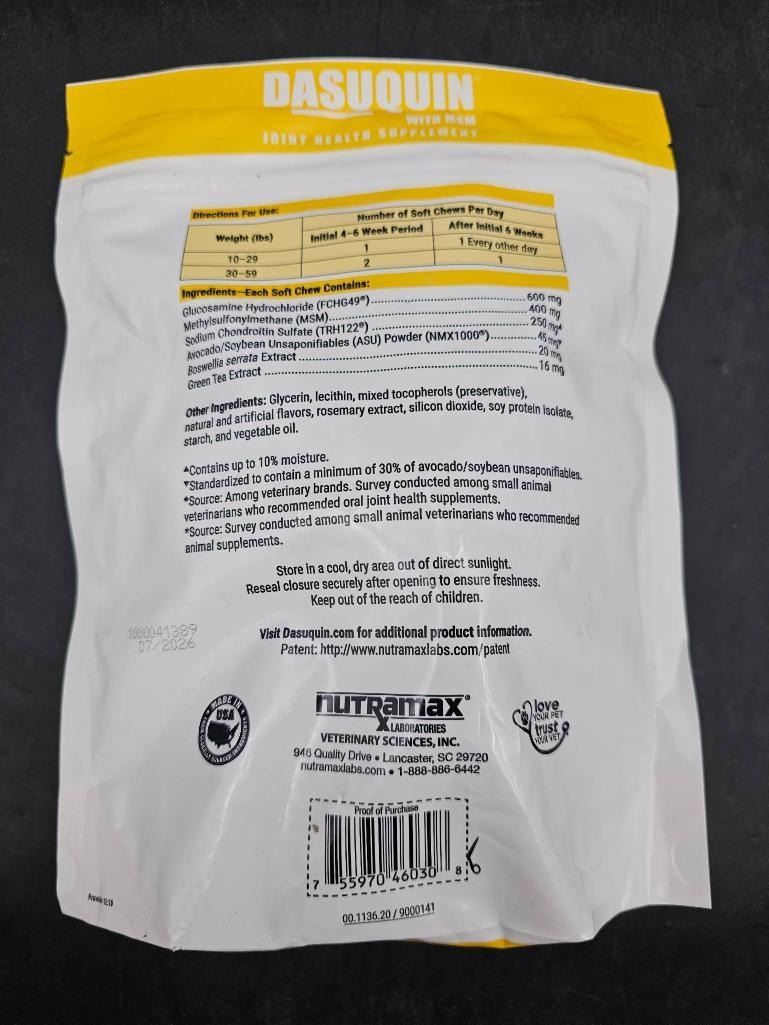 DASUQUIN®
WITH MSM
JOINT HEALTH SUPPLEMENT
Directions For Use:
Number of Soft Chews Per Day
Weight (lbs)
Initial 4–6 Week Period
After Initial 6 Weeks
10–29
1
1 Every other day
30–59
2
1
Ingredients—Each Soft Chew Contains:
Glucosamine Hydrochloride (FCHG49®) 600 mg
Methylsulfonylmethane (MSM) 400 mg
Sodium Chondroitin Sulfate (TRH122®) 250 mg▲
Avocado/Soybean Unsaponifiables (ASU) Powder (NMX1000®) 45 mg▼
Boswellia serrata Extract 20 mg
Green Tea Extract 16 mg
Other Ingredients: Glycerin, lecithin, mixed tocopherols (preservative),
natural and artificial flavors, rosemary extract, silicon dioxide, soy protein isolate,
starch, and vegetable oil.
▲Contains up to 10% moisture.
▼Standardized to contain a minimum of 30% of avocado/soybean unsaponifiables.
*Source: Among veterinary brands. Survey conducted among small animal
veterinarians who recommended oral joint health supplements.
*Source: Survey conducted among small animal veterinarians who recommended
animal supplements.
Store in a cool, dry area out of direct sunlight.
Reseal closure securely after opening to ensure freshness.
Keep out of the reach of children.
1000041389
07/2026
Visit Dasuquin.com for additional product information.
Patent: http://www.nutramaxlabs.com/patent
MADE IN
USA
nutramax®
LABORATORIES
VETERINARY SCIENCES, INC.
946 Quality Drive • Lancaster, SC 29720
nutramaxlabs.com • 1-888-886-6442
love
YOUR PET
trust
YOUR VET
Proof of Purchase
7 55970 46030 8
00.1136.20 / 9000141